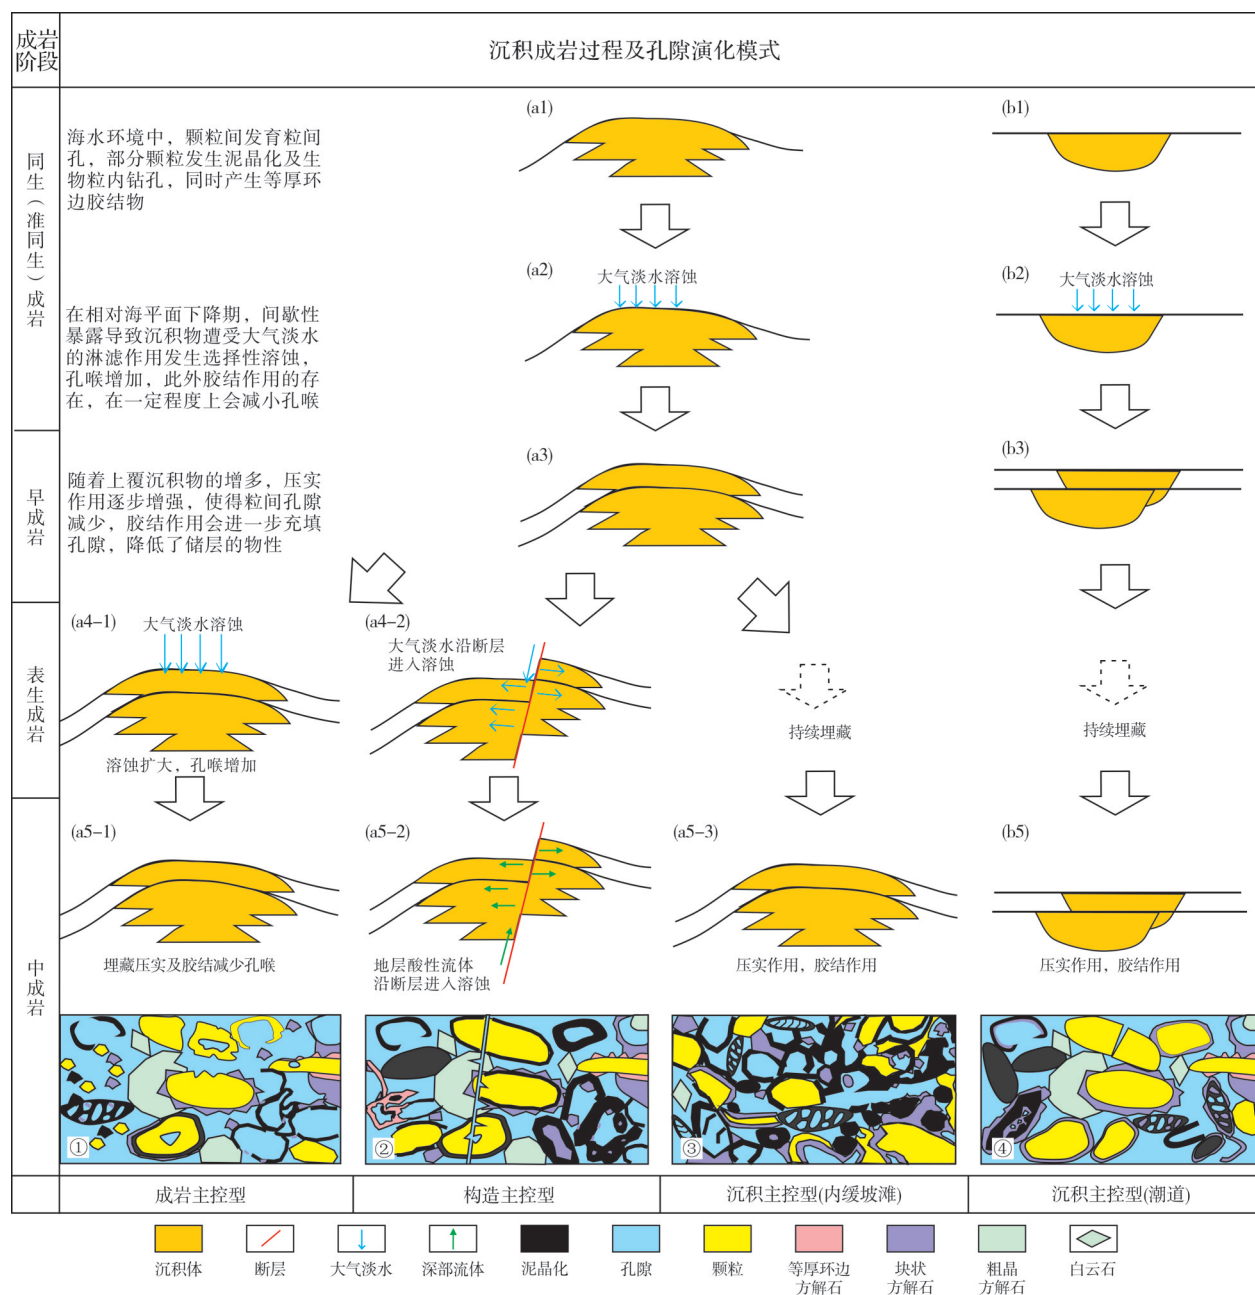 成岩
阶段
沉积成岩过程及孔隙演化模式
同生（准同生）成岩
海水环境中，颗粒间发育粒间
孔，部分颗粒发生泥晶化及生
物粒内钻孔，同时产生等厚环
边胶结物
(a1)
(b1)
在相对海平面下降期，间歇性
暴露导致沉积物遭受大气淡水
的淋滤作用发生选择性溶蚀，
孔喉增加，此外胶结作用的存
在，在一定程度上会减小孔喉
(a2)
大气淡水溶蚀
(b2)
大气淡水溶蚀
早成岩
随着上覆沉积物的增多，压实
作用逐步增强，使得粒间孔隙
减少，胶结作用会进一步充填
孔隙，降低了储层的物性
(a3)
(b3)
表生成岩
(a4-1)
大气淡水溶蚀
溶蚀扩大，孔喉增加
(a4-2)
大气淡水沿断层
进入溶蚀
持续埋藏
持续埋藏
中成岩
(a5-1)
埋藏压实及胶结减少孔喉
(a5-2)
地层酸性流体
沿断层进入溶蚀
(a5-3)
压实作用，胶结作用
(b5)
压实作用，胶结作用
①
②
③
④
成岩主控型
构造主控型
沉积主控型(内缓坡滩)
沉积主控型(潮道)
沉积体
断层
大气淡水
深部流体
泥晶化
孔隙
颗粒
等厚环边
方解石
块状
方解石
粗晶
方解石
白云石